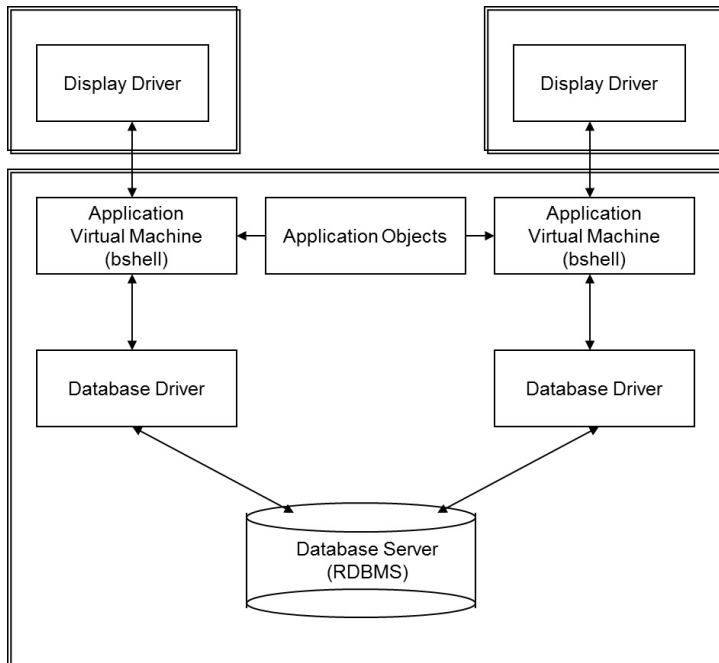 Display Driver
Display Driver
Application
Virtual Machine
(bshell)
Application Objects
Application
Virtual Machine
(bshell)
Database Driver
Database Driver
Database Server
(RDBMS)